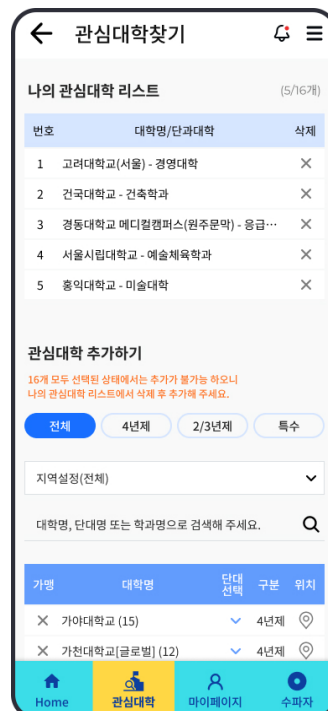 관심대학찾기
나의 관심대학 리스트 (5/16개)
번호 대학명/단과대학 삭제
1 고려대학교(서울) - 경영대학
2 건국대학교 - 건축학과
3 경동대학교 메디컬캠퍼스(원주문막) - 응급…
4 서울시립대학교 - 예술체육학과
5 홍익대학교 - 미술대학
관심대학 추가하기
16개 모두 선택된 상태에서는 추가가 불가능 하오니
나의 관심대학 리스트에서 삭제 후 추가해 주세요.
전체 4년제 2/3년제 특수
지역설정(전체)
대학명, 단대명 또는 학과명으로 검색해 주세요.
가맹 대학명 단대 선택 구분 위치
가야대학교 (15) 4년제
가천대학교[글로벌] (12) 4년제
Home 관심대학 마이페이지 수파자